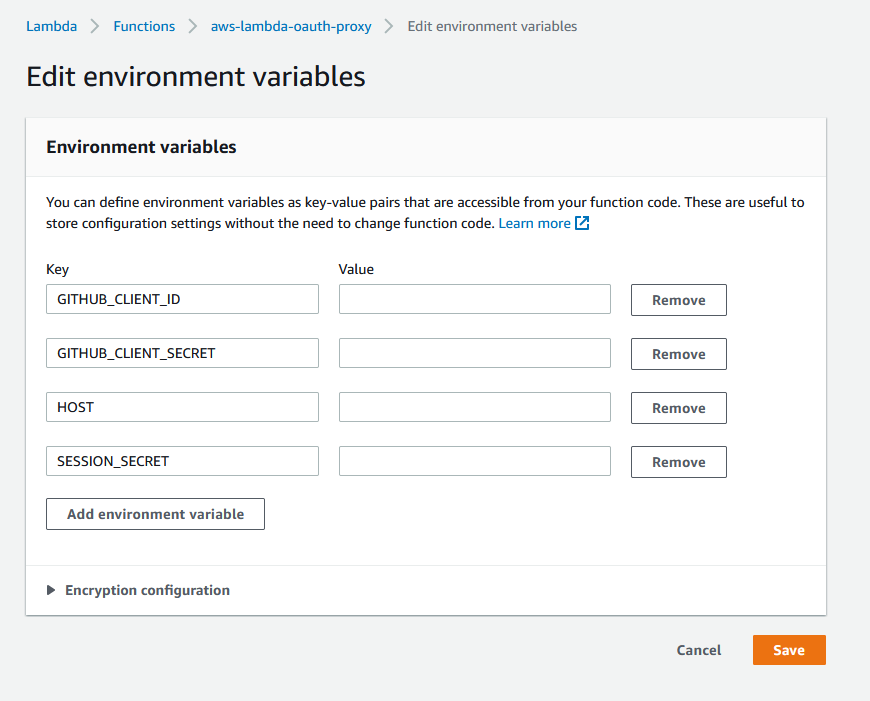 Lambda > Functions > aws-lambda-oauth-proxy > Edit environment variables
Edit environment variables
Environment variables
You can define environment variables as key-value pairs that are accessible from your function code. These are useful to
store configuration settings without the need to change function code. Learn more
Key Value
GITHUB_CLIENT_ID Remove
GITHUB_CLIENT_SECRET Remove
HOST Remove
SESSION_SECRET Remove
Add environment variable
Encryption configuration
Cancel Save